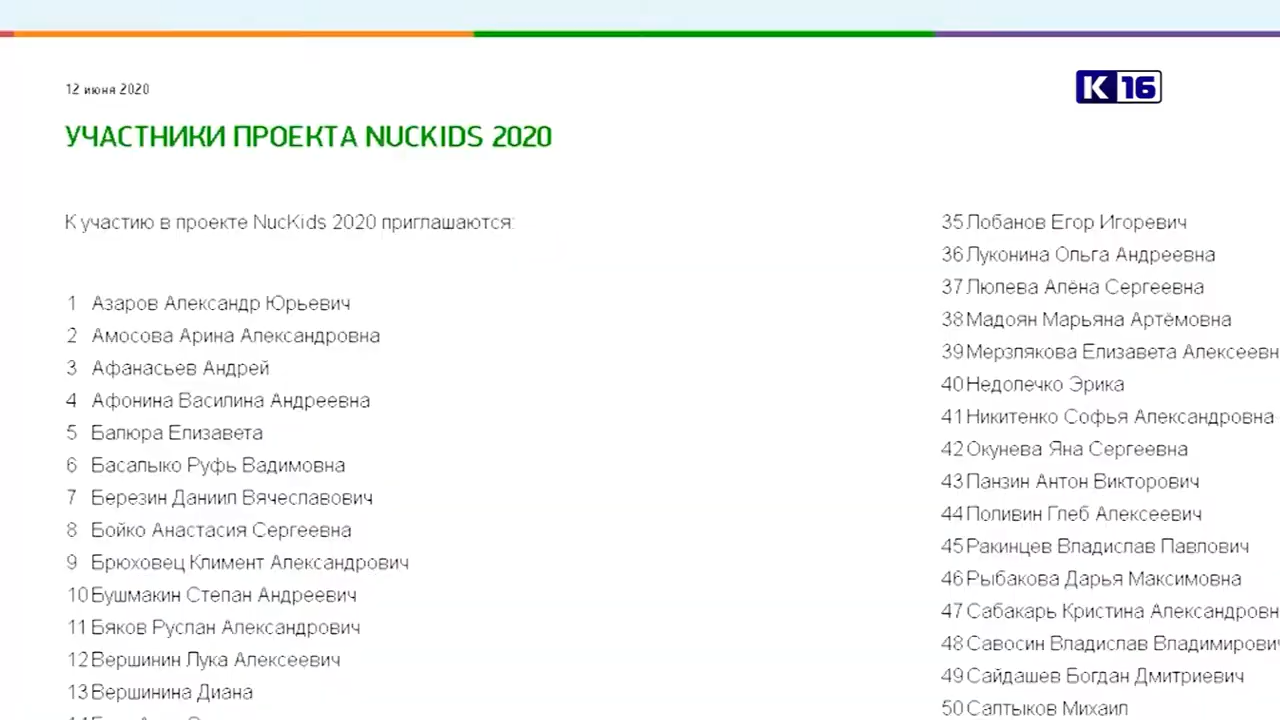 12 июня 2020
К 16
УЧАСТНИКИ ПРОЕКТА NUCKIDS 2020
К участию в проекте NucKids 2020 приглашаются:
1 Азаров Александр Юрьевич
2 Амосова Арина Александровна
3 Афанасьев Андрей
4 Афонина Василина Андреевна
5 Балюра Елизавета
6 Басалыко Руфь Вадимовна
7 Березин Даниил Вячеславович
8 Бойко Анастасия Сергеевна
9 Брюховец Климент Александрович
10 Бушмакин Степан Андреевич
11 Бяков Руслан Александрович
12 Вершинин Лука Алексеевич
13 Вершинина Диана
35 Лобанов Егор Игоревич
36 Луконина Ольга Андреевна
37 Люлева Алёна Сергеевна
38 Мадоян Марьяна Артёмовна
39 Мерзлякова Елизавета Алексеевн
40 Недопечко Эрика
41 Никитенко Софья Александровна
42 Окунева Яна Сергеевна
43 Панзин Антон Викторович
44 Поливин Глеб Алексеевич
45 Ракинцев Владислав Павлович
46 Рыбакова Дарья Максимовна
47 Сабакарь Кристина Александровн
48 Савосин Владислав Владимирович
49 Сайдашев Богдан Дмитриевич
50 Салтыков Михаил